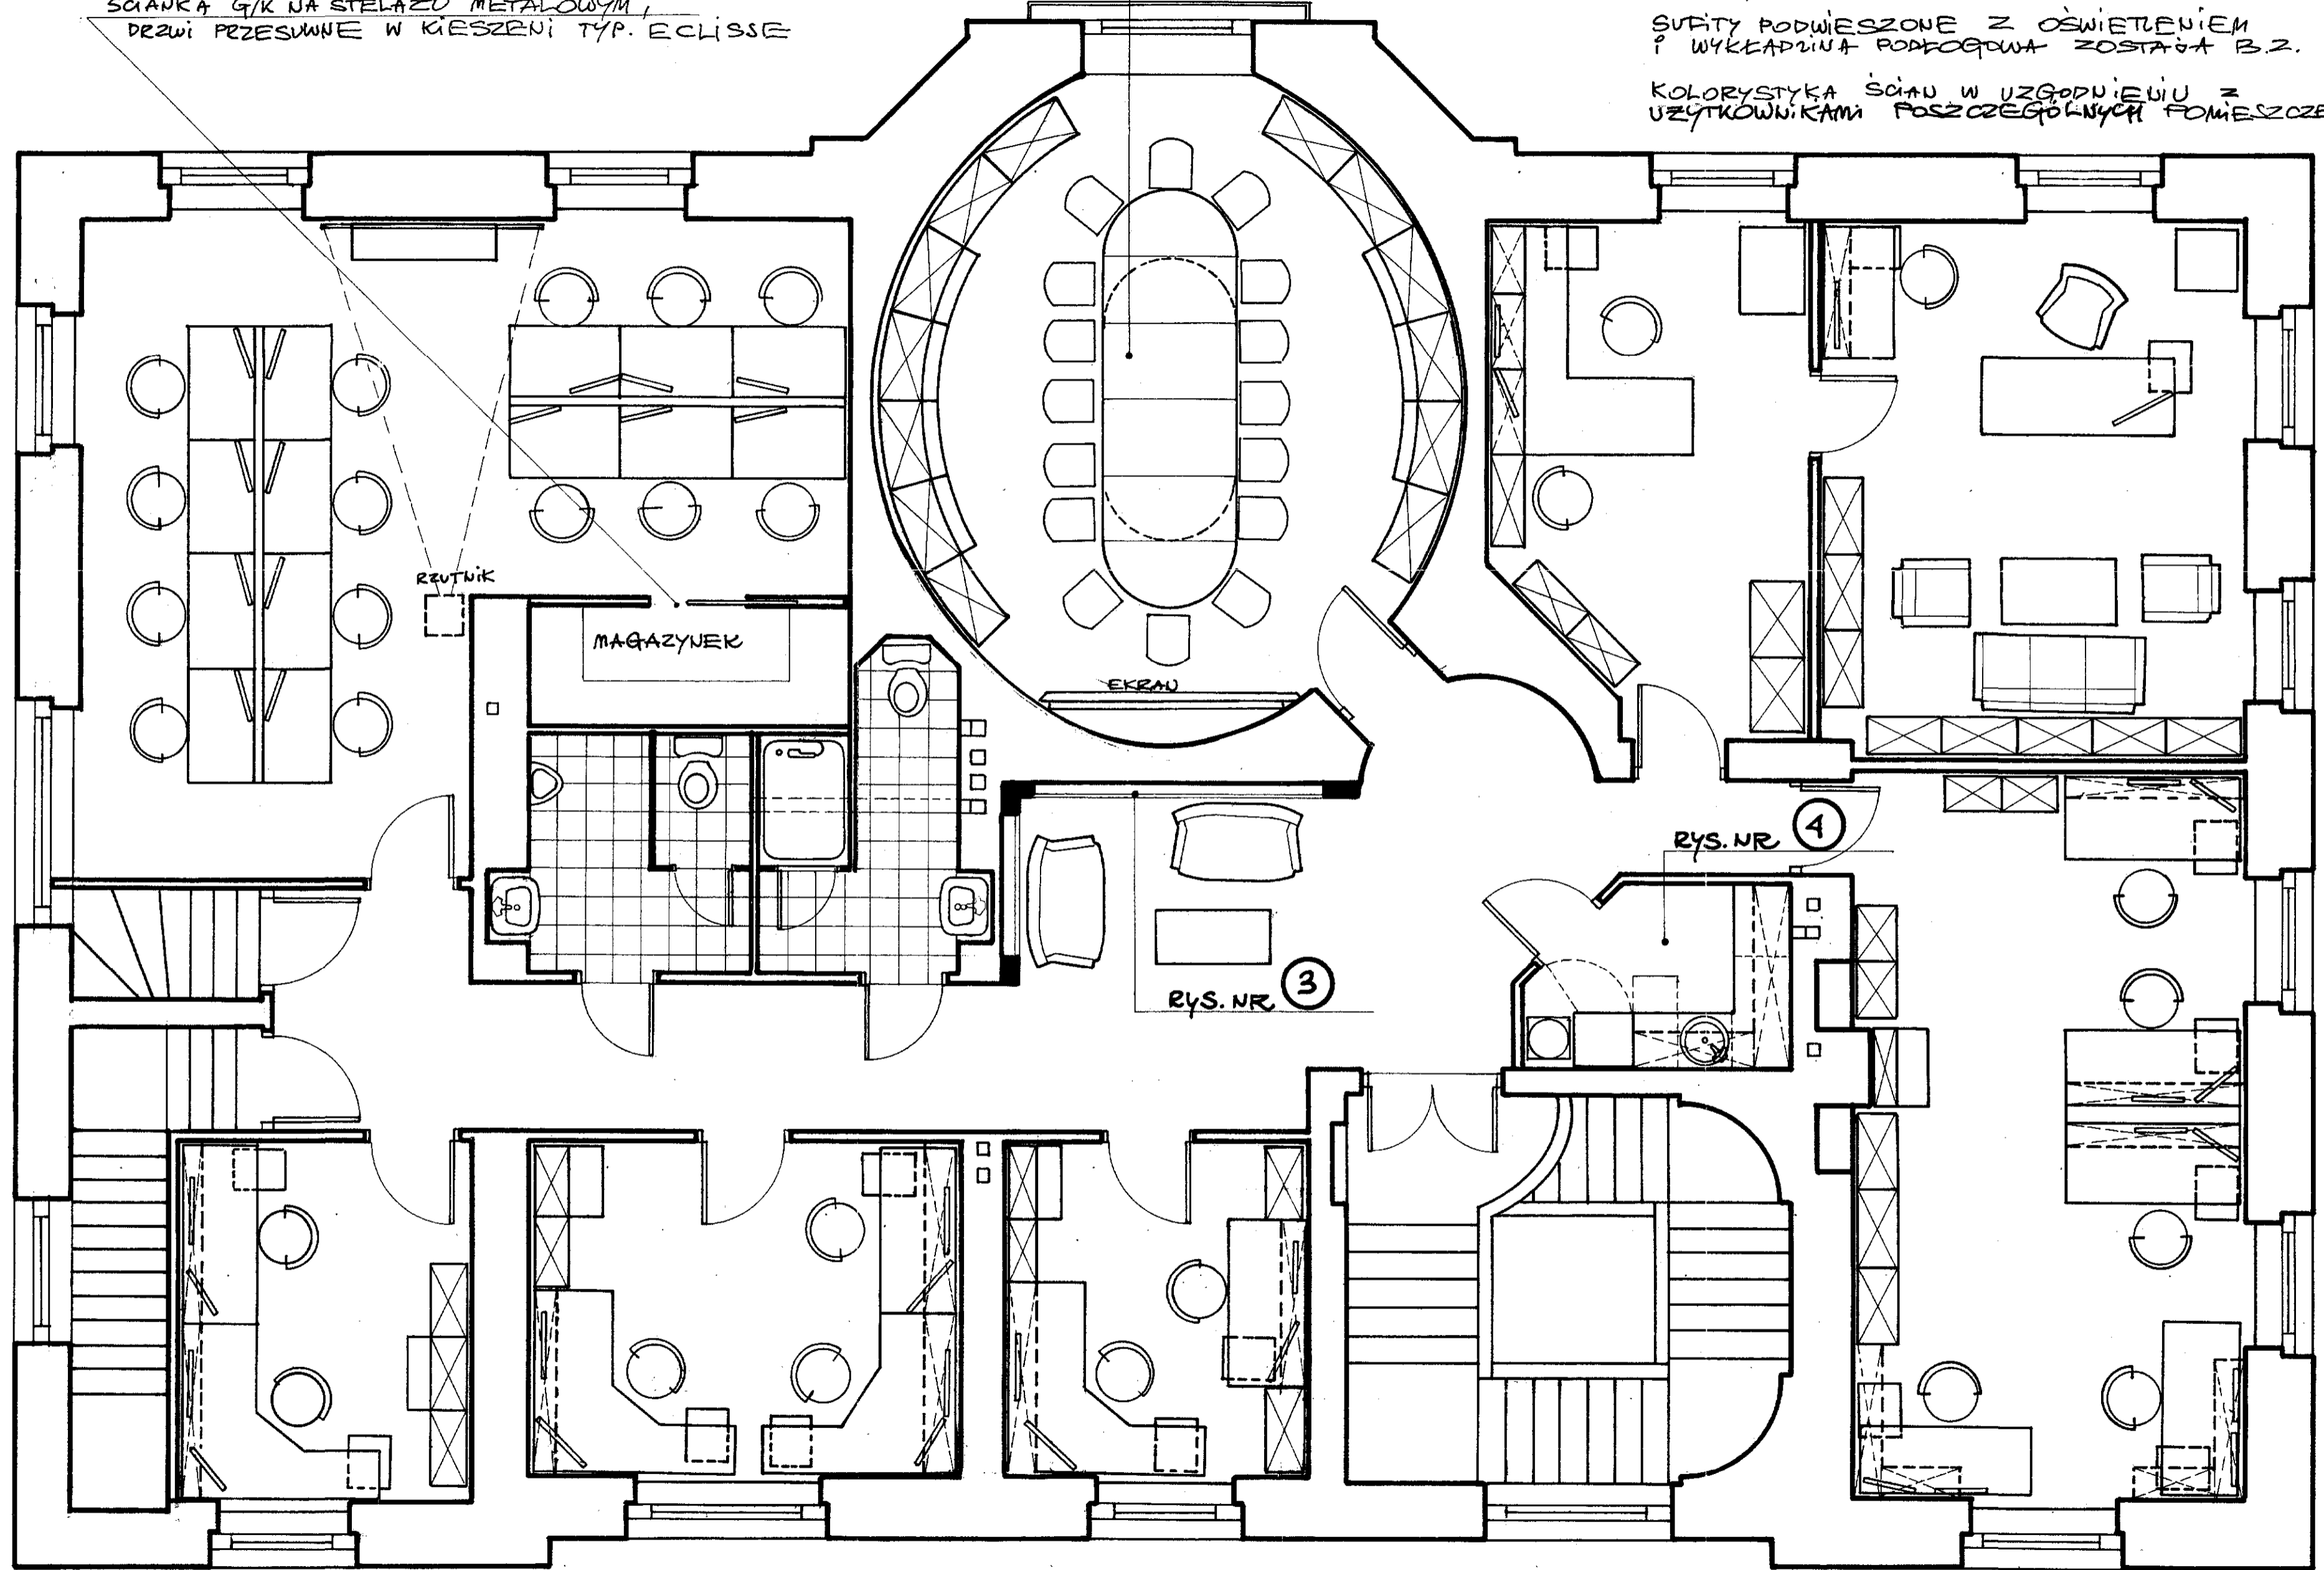 ŚCIANKA G/K NA STELAŻU METALOWYM,
DRZWI PRZESUWNE W KIESZENI TYP. ECLISSE
SUFITY PODWIESZONE Z OŚWIETLENIEM
I WYKŁADZINA PODŁOGOWA ZOSTAJĄ B.Z.
KOLORYSTYKA ŚCIAN W UZGODNIENIU Z
UŻYTKOWNIKAMI POSZCZEGÓLNYCH POMIESZCZE
RZUTNIK
MAGAZYNEK
EKRAN
RYS. NR 4
RYS. NR 3